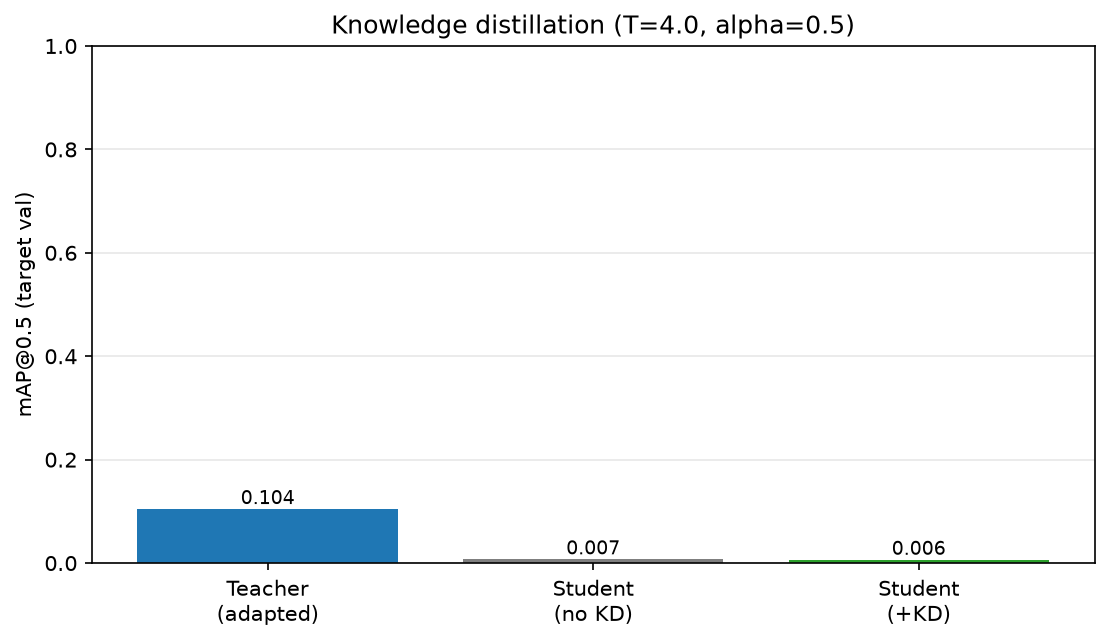 Knowledge distillation (T=4.0, alpha=0.5)
mAP@0.5 (target val)
1.0
0.8
0.6
0.4
0.2
0.0
0.104
0.007
0.006
Teacher
(adapted)
Student
(no KD)
Student
(+KD)